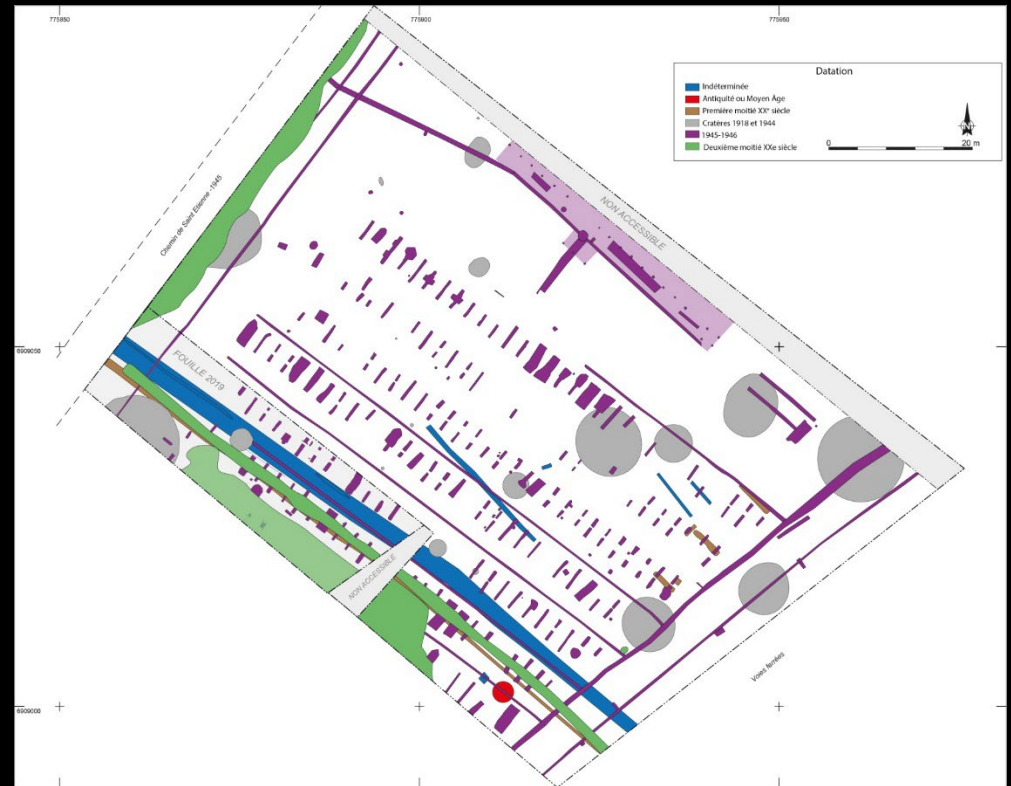 775850
775900
775950
Datation
Indéterminée
Antiquité ou Moyen Âge
Première moitié XXᵉ siècle
Cratères 1918 et 1944
1945-1946
Deuxième moitié XXe siècle
N
0
20 m
Chemin de Saint Etienne -1945
NON ACCESSIBLE
6909050
FOUILLE 2019
NON ACCESSIBLE
Voies ferrées
6909000